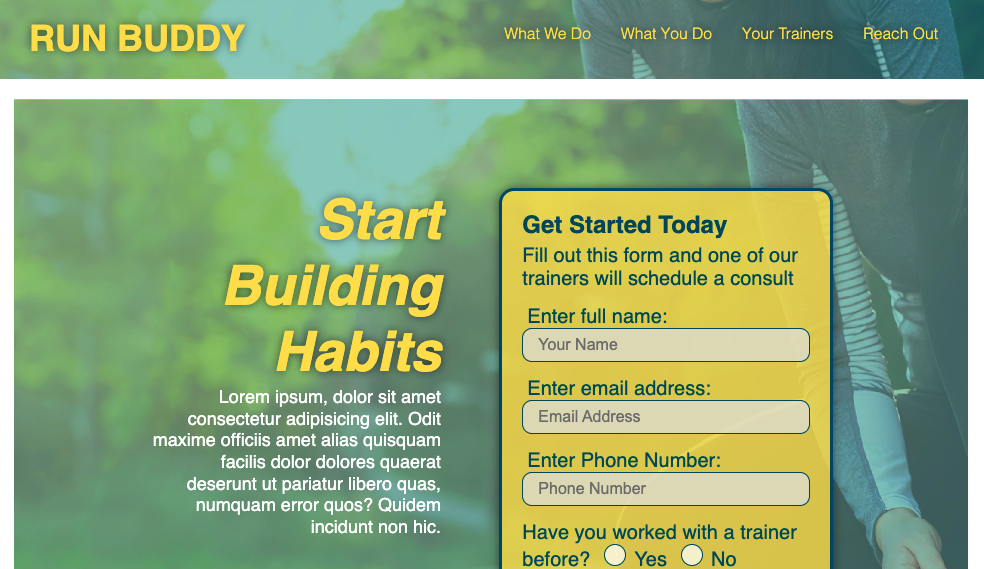 RUN BUDDY
What We Do What You Do Your Trainers Reach Out
Start
Building
Habits
Lorem ipsum, dolor sit amet
consectetur adipisicing elit. Odit
maxime officiis amet alias quisquam
facilis dolor dolores quaerat
deserunt ut pariatur libero quas,
numquam error quos? Quidem
incidunt non hic.
Get Started Today
Fill out this form and one of our
trainers will schedule a consult
Enter full name:
Your Name
Enter email address:
Email Address
Enter Phone Number:
Phone Number
Have you worked with a trainer
before? Yes No